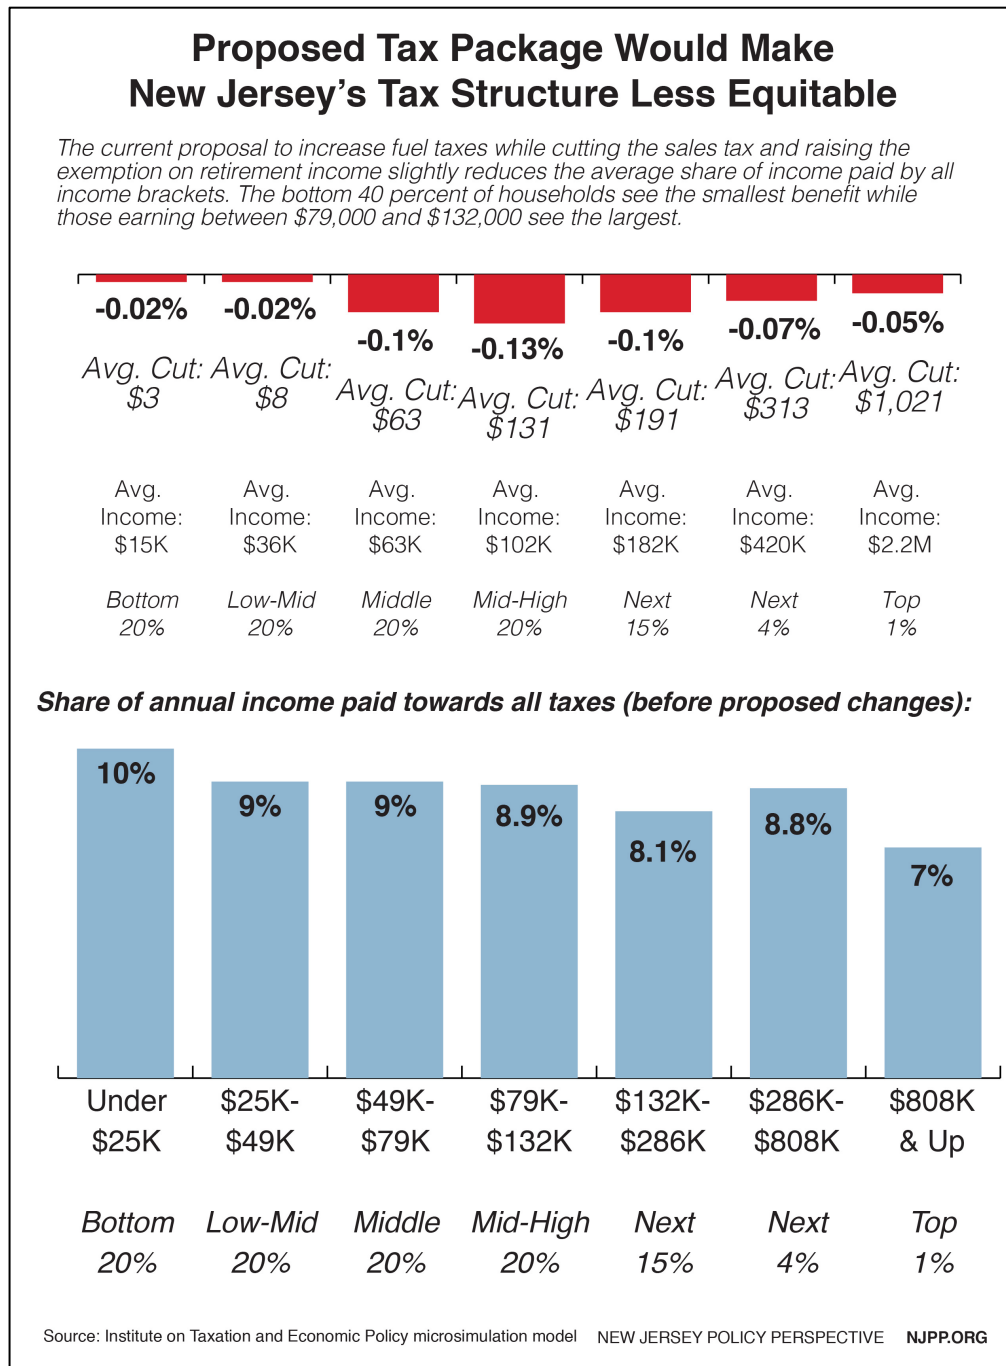 Proposed Tax Package Would Make
New Jersey’s Tax Structure Less Equitable
The current proposal to increase fuel taxes while cutting the sales tax and raising the
exemption on retirement income slightly reduces the average share of income paid by all
income brackets. The bottom 40 percent of households see the smallest benefit while
those earning between $79,000 and $132,000 see the largest.
-0.02% -0.02% -0.1% -0.13% -0.1% -0.07% -0.05%
Avg. Cut: Avg. Cut: Avg. Cut: Avg. Cut: Avg. Cut: Avg. Cut: Avg. Cut:
$3 $8 $63 $131 $191 $313 $1,021
Avg. Avg. Avg. Avg. Avg. Avg. Avg.
Income: Income: Income: Income: Income: Income: Income:
$15K $36K $63K $102K $182K $420K $2.2M
Bottom Low-Mid Middle Mid-High Next Next Top
20% 20% 20% 20% 15% 4% 1%
Share of annual income paid towards all taxes (before proposed changes):
10% 9% 9% 8.9% 8.1% 8.8% 7%
Under $25K- $49K- $79K- $132K- $286K- $808K
$25K $49K $79K $132K $286K $808K & Up
Bottom Low-Mid Middle Mid-High Next Next Top
20% 20% 20% 20% 15% 4% 1%
Source: Institute on Taxation and Economic Policy microsimulation model NEW JERSEY POLICY PERSPECTIVE NJPP.ORG